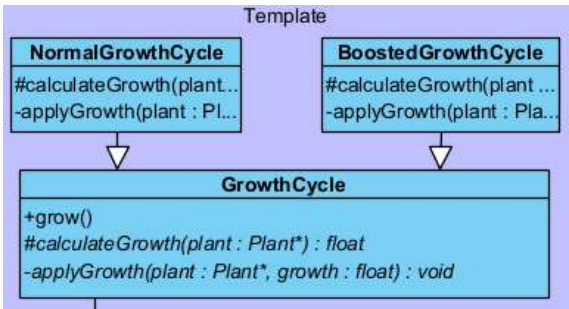 Template
NormalGrowthCycle
#calculateGrowth(plant...
-applyGrowth(plant : Pl...
BoostedGrowthCycle
#calculateGrowth(plant ...
-applyGrowth(plant : Pla...
GrowthCycle
+grow()
#calculateGrowth(plant : Plant*) : float
-applyGrowth(plant : Plant*, growth : float) : void